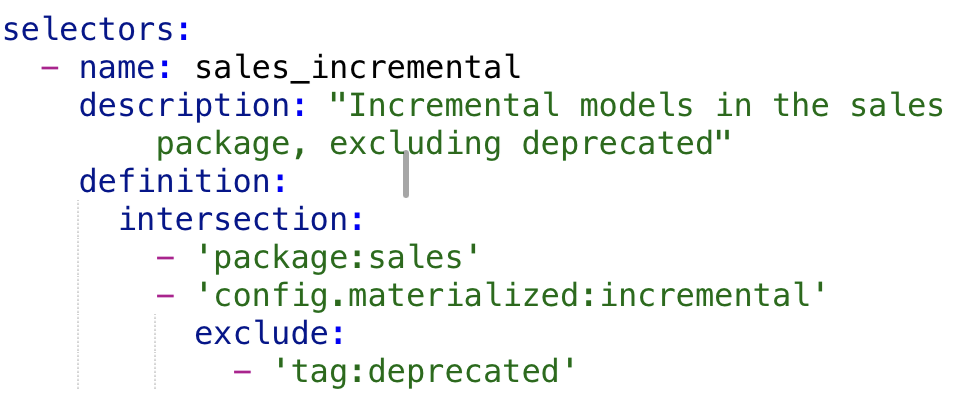 selectors:
  - name: sales_incremental
    description: "Incremental models in the sales
        package, excluding deprecated"
    definition:
      intersection:
        - 'package:sales'
        - 'config.materialized:incremental'
          exclude:
            - 'tag:deprecated'